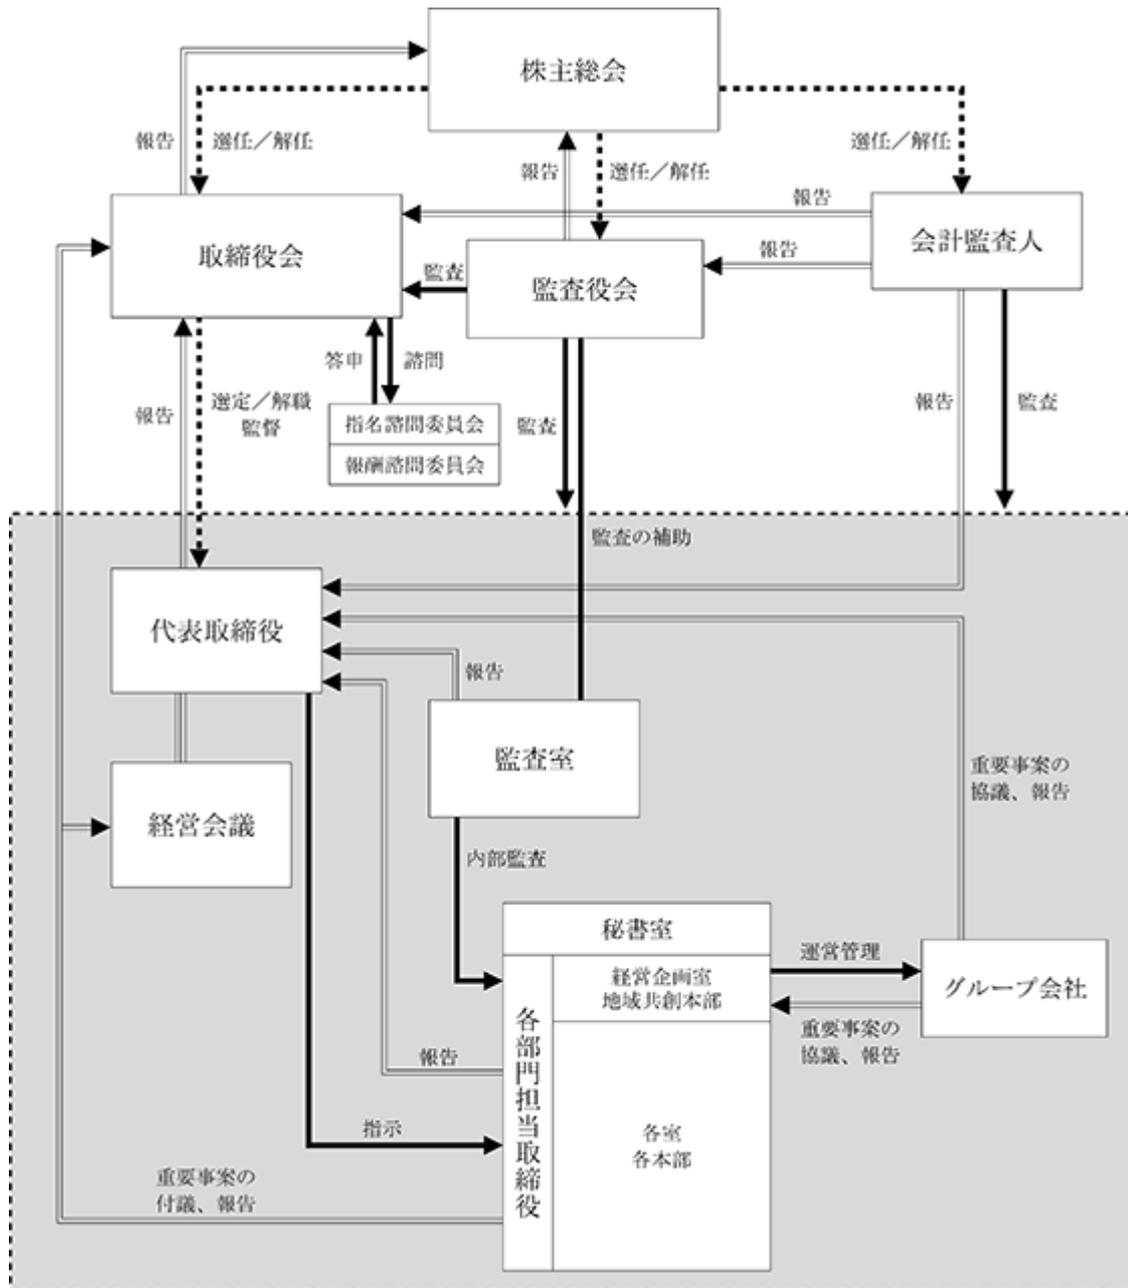 株主総会
報告
選任／解任
報告
選任／解任
選任／解任
取締役会
監査
監査役会
報告
報告
会計監査人
答申
諮問
報告
選定／解職
監督
指名諮問委員会
報酬諮問委員会
監査
報告
監査
監査の補助
代表取締役
報告
監査室
経営会議
重要事案の
協議、報告
内部監査
秘書室
経営企画室
地域共創本部
運営管理
グループ会社
重要事案の
協議、報告
各部門担当取締役
報告
指示
各室
各本部
重要事案の
付議、報告